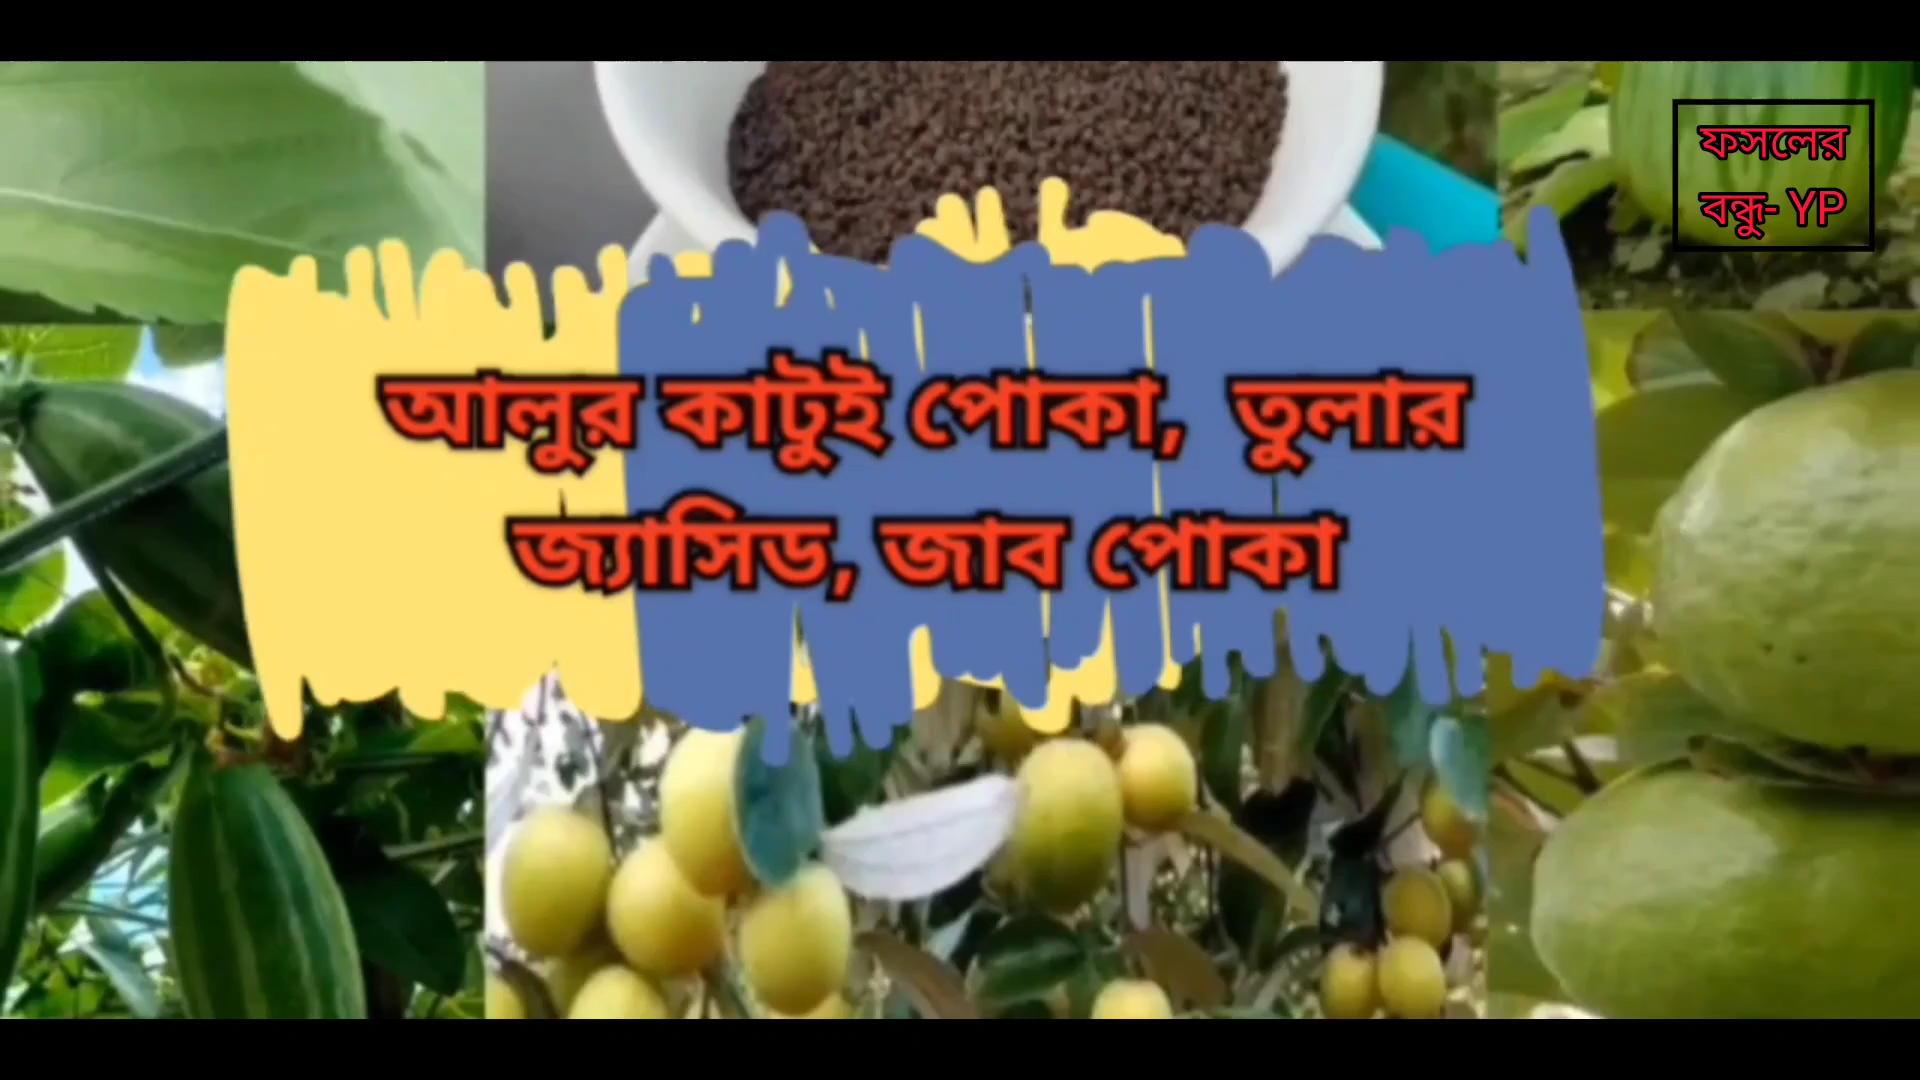 ফসলের
বন্ধু- YP
আলুর কাটুই পোকা, তুলার
জ্যাসিড, জাব পোকা